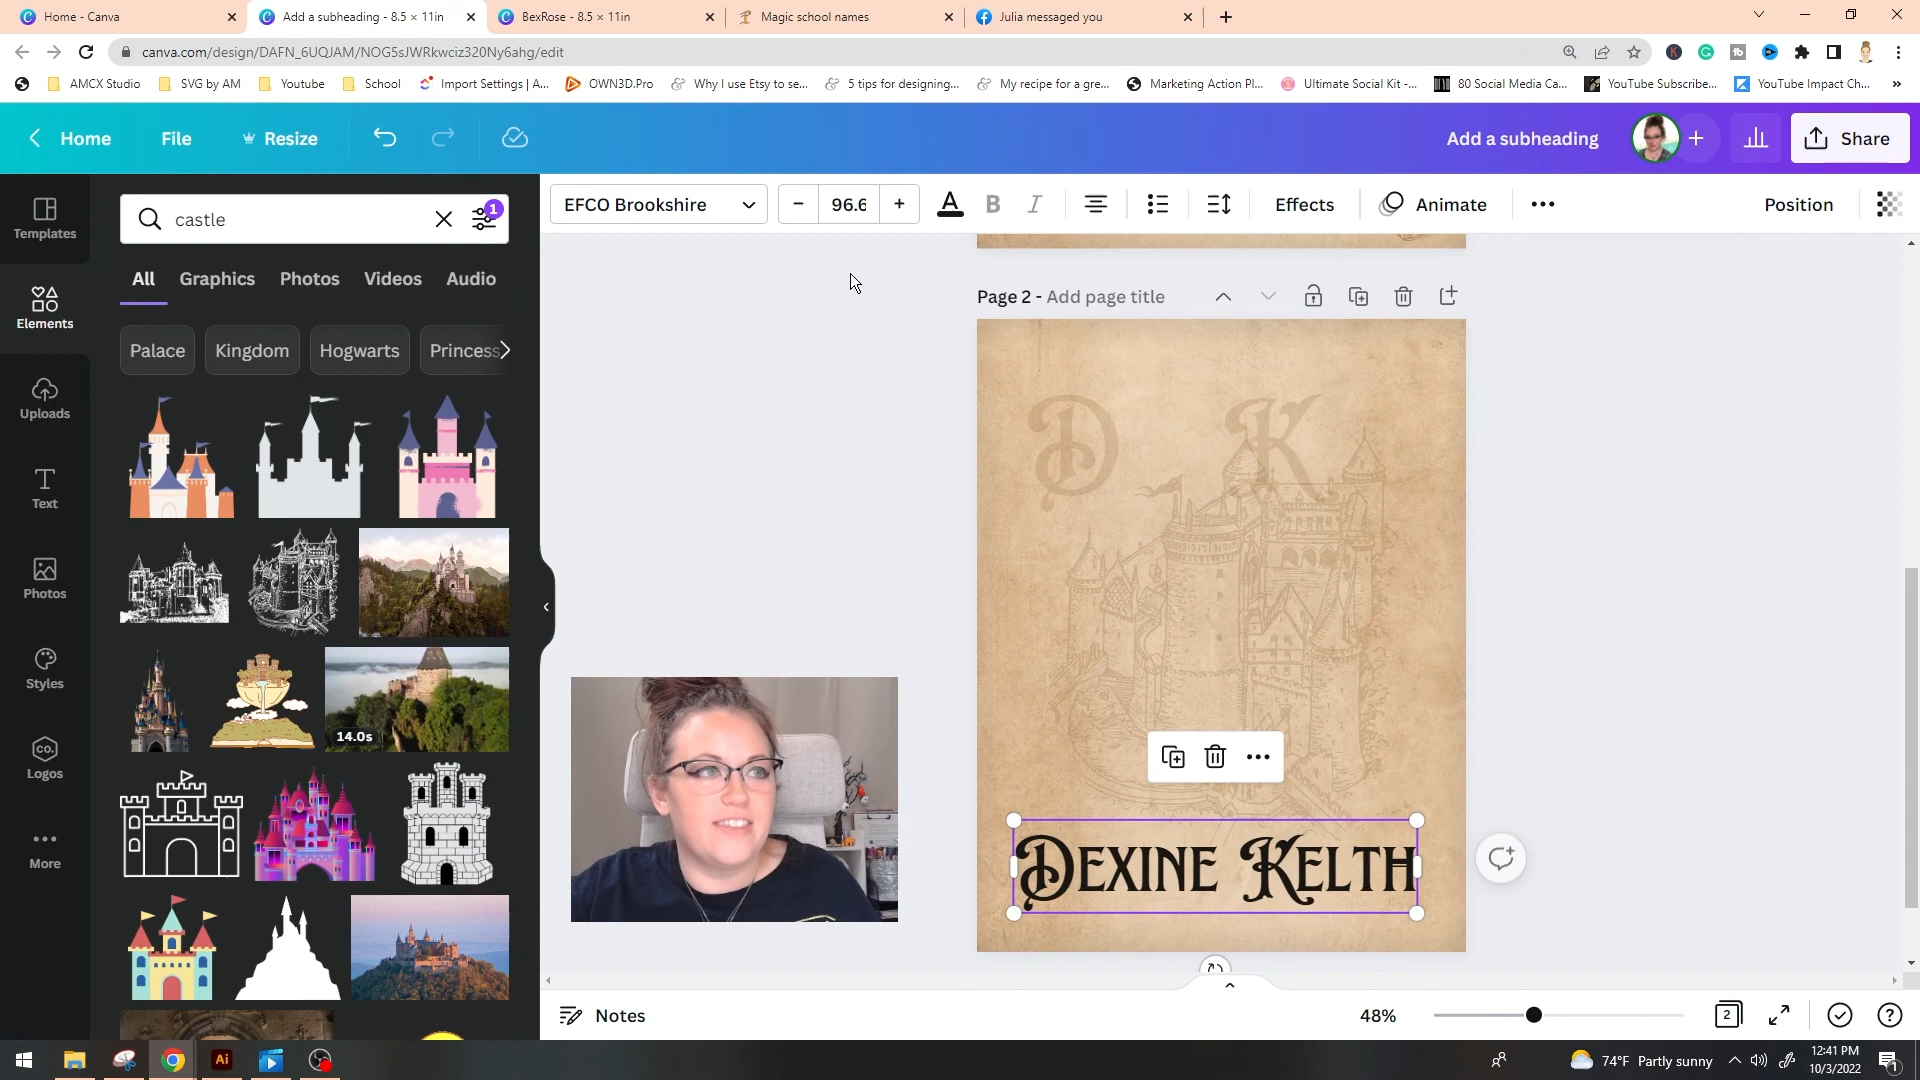 Home - Canva
Add a subheading - 8.5 × 11in
BexRose - 8.5 × 11in
Magic school names
Julia messaged you
canva.com/design/DAFN_6UQJAM/NOG5sJWRkwciz320Ny6ahg/edit
AMCX Studio
SVG by AM
Youtube
School
Import Settings | A...
OWN3D.Pro
Why I use Etsy to se...
5 tips for designing...
My recipe for a gre...
Marketing Action Pl...
Ultimate Social Kit -...
80 Social Media Ca...
YouTube Subscribe...
YouTube Impact Ch...
Home
File
Resize
Add a subheading
Share
Templates
Elements
Uploads
Text
Photos
Styles
CO.
Logos
More
castle
1
All
Graphics
Photos
Videos
Audio
Palace
Kingdom
Hogwarts
Princess
14.0s
EFCO Brookshire
96.6
A
B
I
Effects
Animate
Position
Page 2 - Add page title
D K
DEXINE KELTH
Notes
48%
2
Ai
74°F Partly sunny
12:41 PM
10/3/2022
1